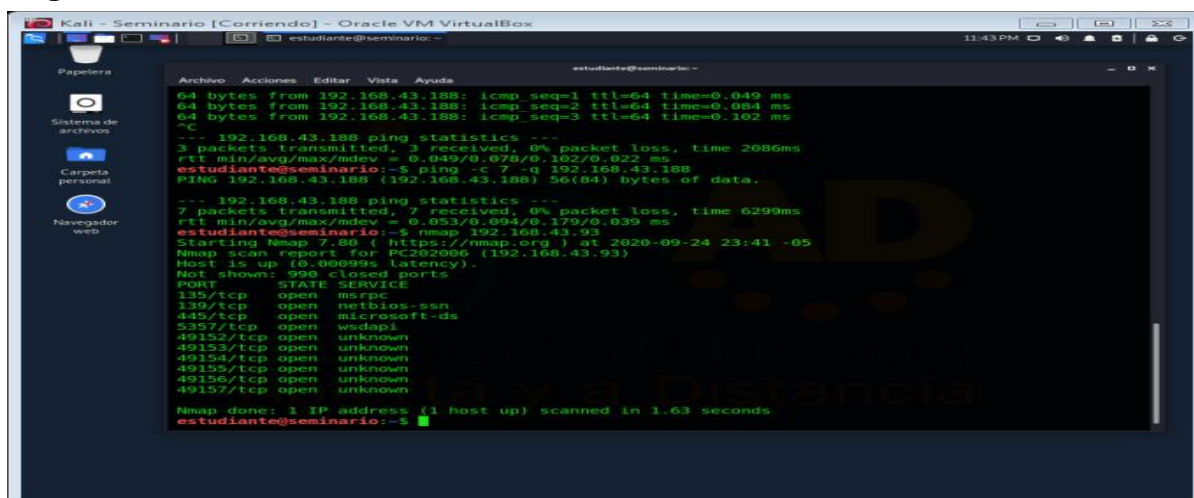 Kali - Seminario [Corriendo] - Oracle VM VirtualBox
estudiante@seminario: ~
11:43 PM
Papelera
Sistema de
archivos
Carpeta
personal
Navegador
web
estudiante@seminario: ~
Archivo Acciones Editar Vista Ayuda
64 bytes from 192.168.43.188: icmp_seq=1 ttl=64 time=0.049 ms
64 bytes from 192.168.43.188: icmp_seq=2 ttl=64 time=0.084 ms
64 bytes from 192.168.43.188: icmp_seq=3 ttl=64 time=0.102 ms
^C
--- 192.168.43.188 ping statistics ---
3 packets transmitted, 3 received, 0% packet loss, time 2086ms
rtt min/avg/max/mdev = 0.049/0.078/0.102/0.022 ms
estudiante@seminario:~$ ping -c 7 -q 192.168.43.188
PING 192.168.43.188 (192.168.43.188) 56(84) bytes of data.
--- 192.168.43.188 ping statistics ---
7 packets transmitted, 7 received, 0% packet loss, time 6299ms
rtt min/avg/max/mdev = 0.053/0.094/0.179/0.039 ms
estudiante@seminario:~$ nmap 192.168.43.93
Starting Nmap 7.80 ( https://nmap.org ) at 2020-09-24 23:41 -05
Nmap scan report for PC202006 (192.168.43.93)
Host is up (0.00099s latency).
Not shown: 990 closed ports
PORT STATE SERVICE
135/tcp open msrpc
139/tcp open netbios-ssn
445/tcp open microsoft-ds
5357/tcp open wsdapi
49152/tcp open unknown
49153/tcp open unknown
49154/tcp open unknown
49155/tcp open unknown
49156/tcp open unknown
49157/tcp open unknown
Nmap done: 1 IP address (1 host up) scanned in 1.63 seconds
estudiante@seminario:~$
AD
y a Distancia